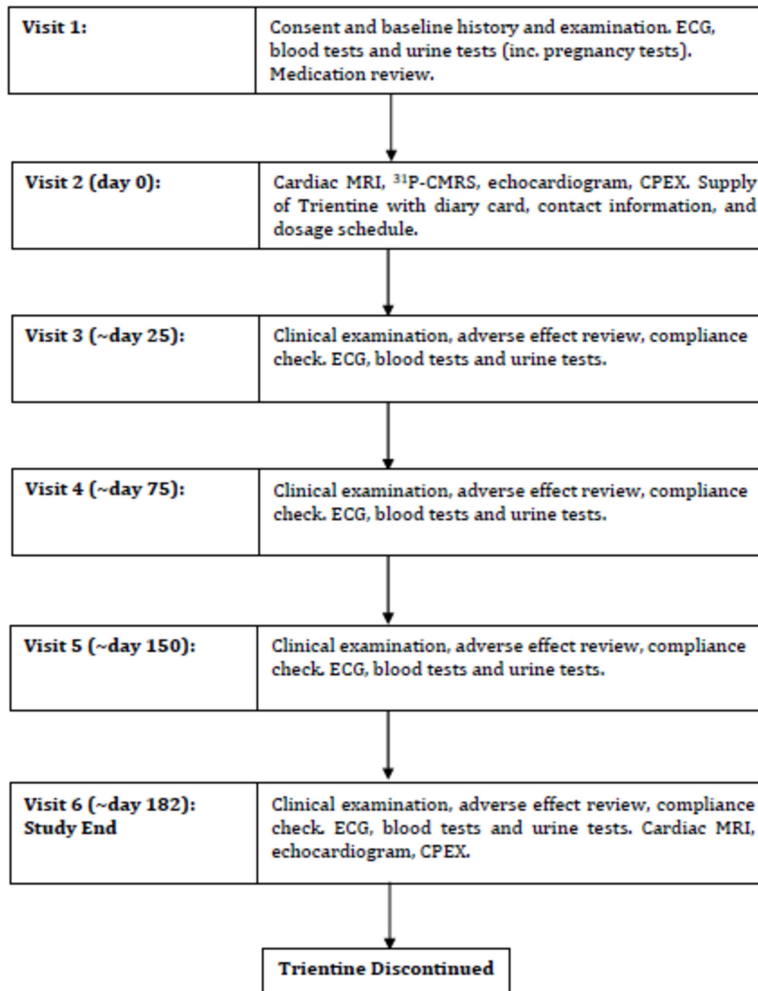 Visit 1:
Consent and baseline history and examination. ECG,
blood tests and urine tests (inc. pregnancy tests).
Medication review.
Visit 2 (day 0):
Cardiac MRI, ³¹P-CMRS, echocardiogram, CPEX. Supply
of Trientine with diary card, contact information, and
dosage schedule.
Visit 3 (~day 25):
Clinical examination, adverse effect review, compliance
check. ECG, blood tests and urine tests.
Visit 4 (~day 75):
Clinical examination, adverse effect review, compliance
check. ECG, blood tests and urine tests.
Visit 5 (~day 150):
Clinical examination, adverse effect review, compliance
check. ECG, blood tests and urine tests.
Visit 6 (~day 182):
Study End
Clinical examination, adverse effect review, compliance
check. ECG, blood tests and urine tests. Cardiac MRI,
echocardiogram, CPEX.
Trientine Discontinued